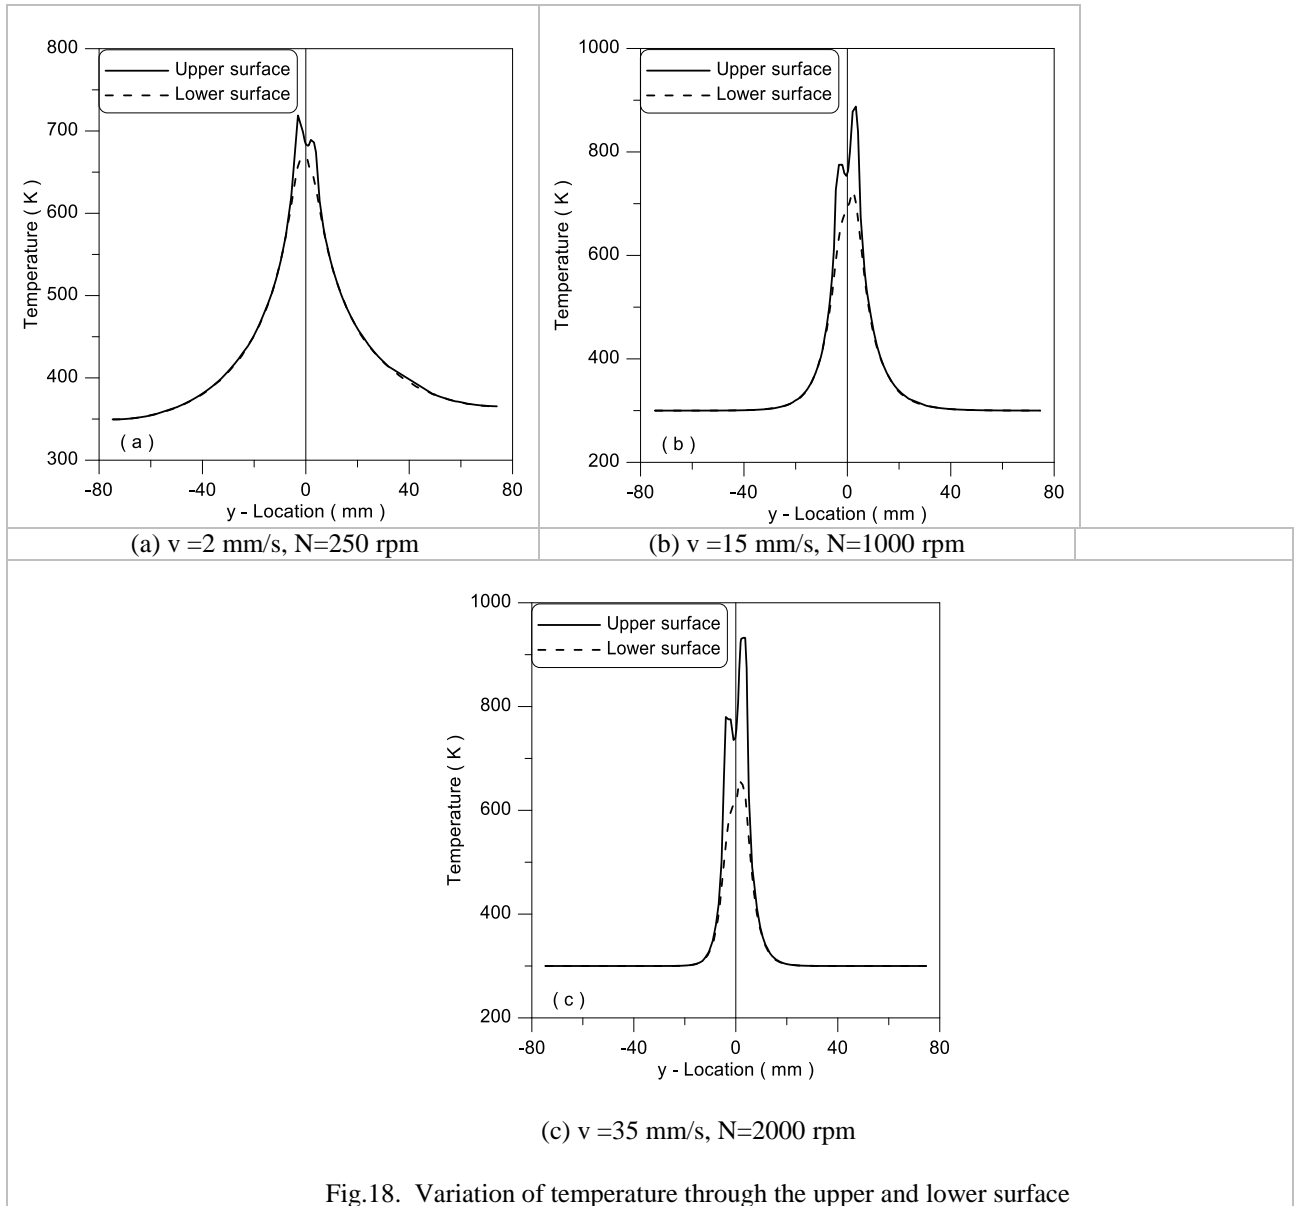 800
700
600
500
400
300
Temperature ( K )
Upper surface
Lower surface
( a )
-80 -40 0 40 80
y - Location ( mm )
1000
800
600
400
200
Temperature ( K )
Upper surface
Lower surface
( b )
-80 -40 0 40 80
y - Location ( mm )
(a) v =2 mm/s, N=250 rpm
(b) v =15 mm/s, N=1000 rpm
1000
800
600
400
200
Temperature ( K )
Upper surface
Lower surface
( c )
-80 -40 0 40 80
y - Location ( mm )
(c) v =35 mm/s, N=2000 rpm
Fig.18. Variation of temperature through the upper and lower surface